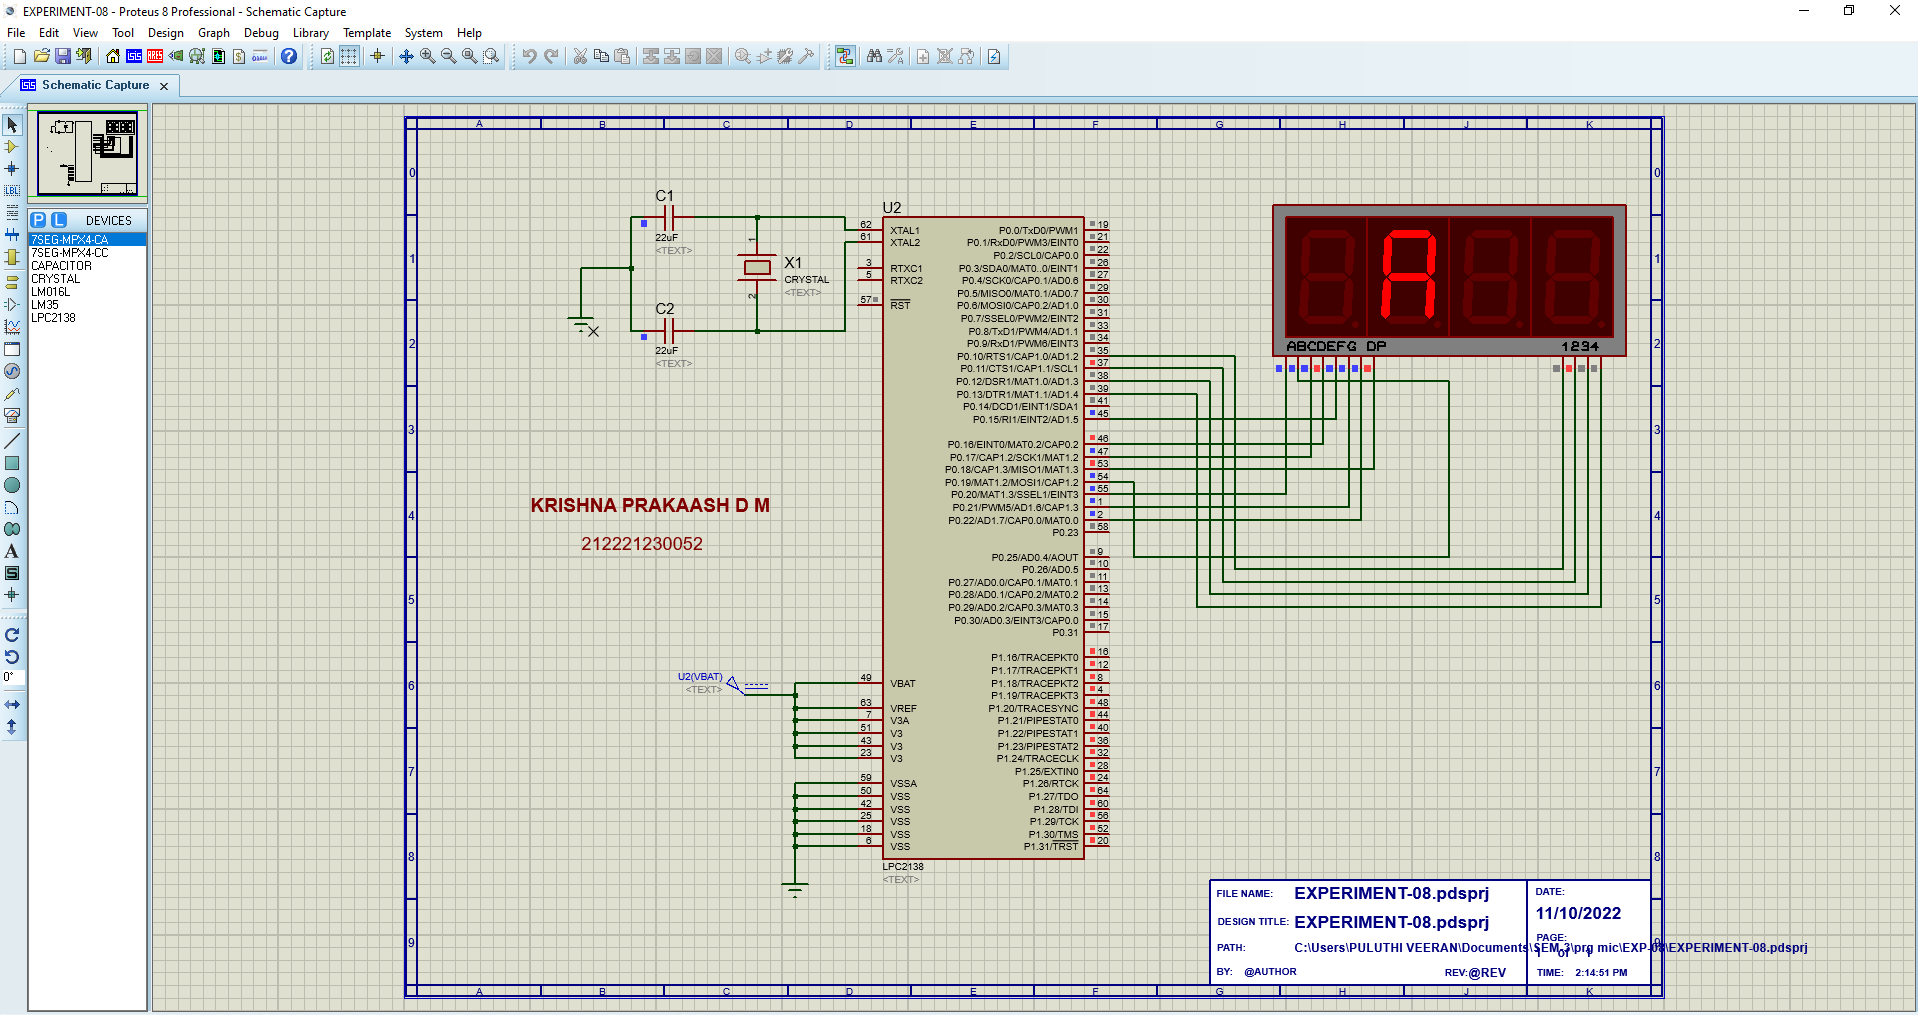 EXPERIMENT-08 - Proteus 8 Professional - Schematic Capture
File Edit View Tool Design Graph Debug Library Template System Help
Schematic Capture
P L DEVICES
7SEG-MPX4-CA
7SEG-MPX4-CC
CAPACITOR
CRYSTAL
LM016L
LM35
LPC2138
0°
A B C D E F G H J K
0 1 2 3 4 5 6 7 8 9
C1
22uF
<TEXT>
C2
22uF
<TEXT>
X1
CRYSTAL
<TEXT>
1
2
U2
62 XTAL1
61 XTAL2
3 RTXC1
5 RTXC2
57 RST
49 VBAT
63 VREF
7 V3A
51 V3
43 V3
23 V3
59 VSSA
50 VSS
42 VSS
25 VSS
18 VSS
6 VSS
P0.0/TxD0/PWM1 19
P0.1/RxD0/PWM3/EINT0 21
P0.2/SCL0/CAP0.0 22
P0.3/SDA0/MAT0..0/EINT1 26
P0.4/SCK0/CAP0.1/AD0.6 27
P0.5/MISO0/MAT0.1/AD0.7 29
P0.6/MOSI0/CAP0.2/AD1.0 30
P0.7/SSEL0/PWM2/EINT2 31
P0.8/TxD1/PWM4/AD1.1 33
P0.9/RxD1/PWM6/EINT3 34
P0.10/RTS1/CAP1.0/AD1.2 35
P0.11/CTS1/CAP1.1/SCL1 37
P0.12/DSR1/MAT1.0/AD1.3 38
P0.13/DTR1/MAT1.1/AD1.4 39
P0.14/DCD1/EINT1/SDA1 41
P0.15/RI1/EINT2/AD1.5 45
P0.16/EINT0/MAT0.2/CAP0.2 46
P0.17/CAP1.2/SCK1/MAT1.2 47
P0.18/CAP1.3/MISO1/MAT1.3 53
P0.19/MAT1.2/MOSI1/CAP1.2 54
P0.20/MAT1.3/SSEL1/EINT3 55
P0.21/PWM5/AD1.6/CAP1.3 1
P0.22/AD1.7/CAP0.0/MAT0.0 2
P0.23 58
P0.25/AD0.4/AOUT 9
P0.26/AD0.5 10
P0.27/AD0.0/CAP0.1/MAT0.1 11
P0.28/AD0.1/CAP0.2/MAT0.2 13
P0.29/AD0.2/CAP0.3/MAT0.3 14
P0.30/AD0.3/EINT3/CAP0.0 15
P0.31 17
P1.16/TRACEPKT0 16
P1.17/TRACEPKT1 12
P1.18/TRACEPKT2 8
P1.19/TRACEPKT3 4
P1.20/TRACESYNC 48
P1.21/PIPESTAT0 44
P1.22/PIPESTAT1 40
P1.23/PIPESTAT2 36
P1.24/TRACECLK 32
P1.25/EXTIN0 28
P1.26/RTCK 24
P1.27/TDO 64
P1.28/TDI 60
P1.29/TCK 56
P1.30/TMS 52
P1.31/TRST 20
LPC2138
<TEXT>
U2(VBAT)
<TEXT>
KRISHNA PRAKAASH D M
212221230052
A
ABCDEFG DP 1234
FILE NAME: EXPERIMENT-08.pdsprj
DESIGN TITLE: EXPERIMENT-08.pdsprj
PATH: C:\Users\PULUTHI VEERAN\Documents\SEM-3\prg mic\EXP-08\EXPERIMENT-08.pdsprj
BY: @AUTHOR REV:@REV
DATE:
11/10/2022
PAGE:
1 of 1
TIME: 2:14:51 PM
A B C D E F G H J K